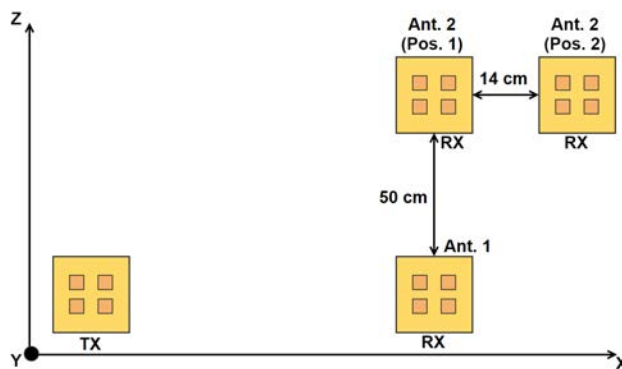 Z
Ant. 2
(Pos. 1)
Ant. 2
(Pos. 2)
14 cm
RX
RX
50 cm
Ant. 1
TX
RX
Y
X